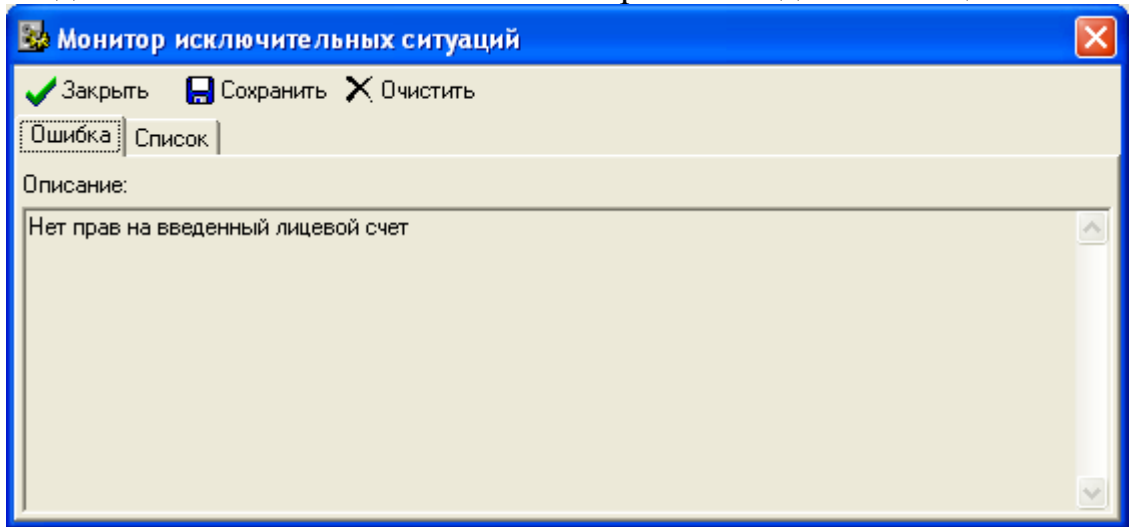 Монитор исключительных ситуаций
Закрыть Сохранить Очистить
Ошибка Список
Описание:
Нет прав на введенный лицевой счет